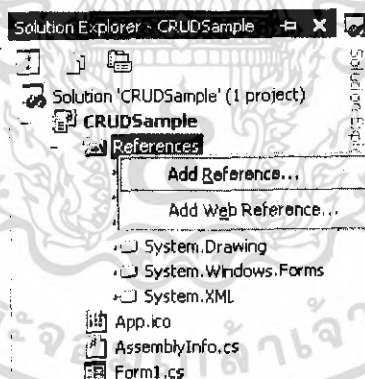 Solution Explorer - CRUDSample
Solution 'CRUDSample' (1 project)
CRUDSample
References
Add Reference...
Add Web Reference...
System.Drawing
System.Windows.Forms
System.XML
App.ico
AssemblyInfo.cs
Form1.cs